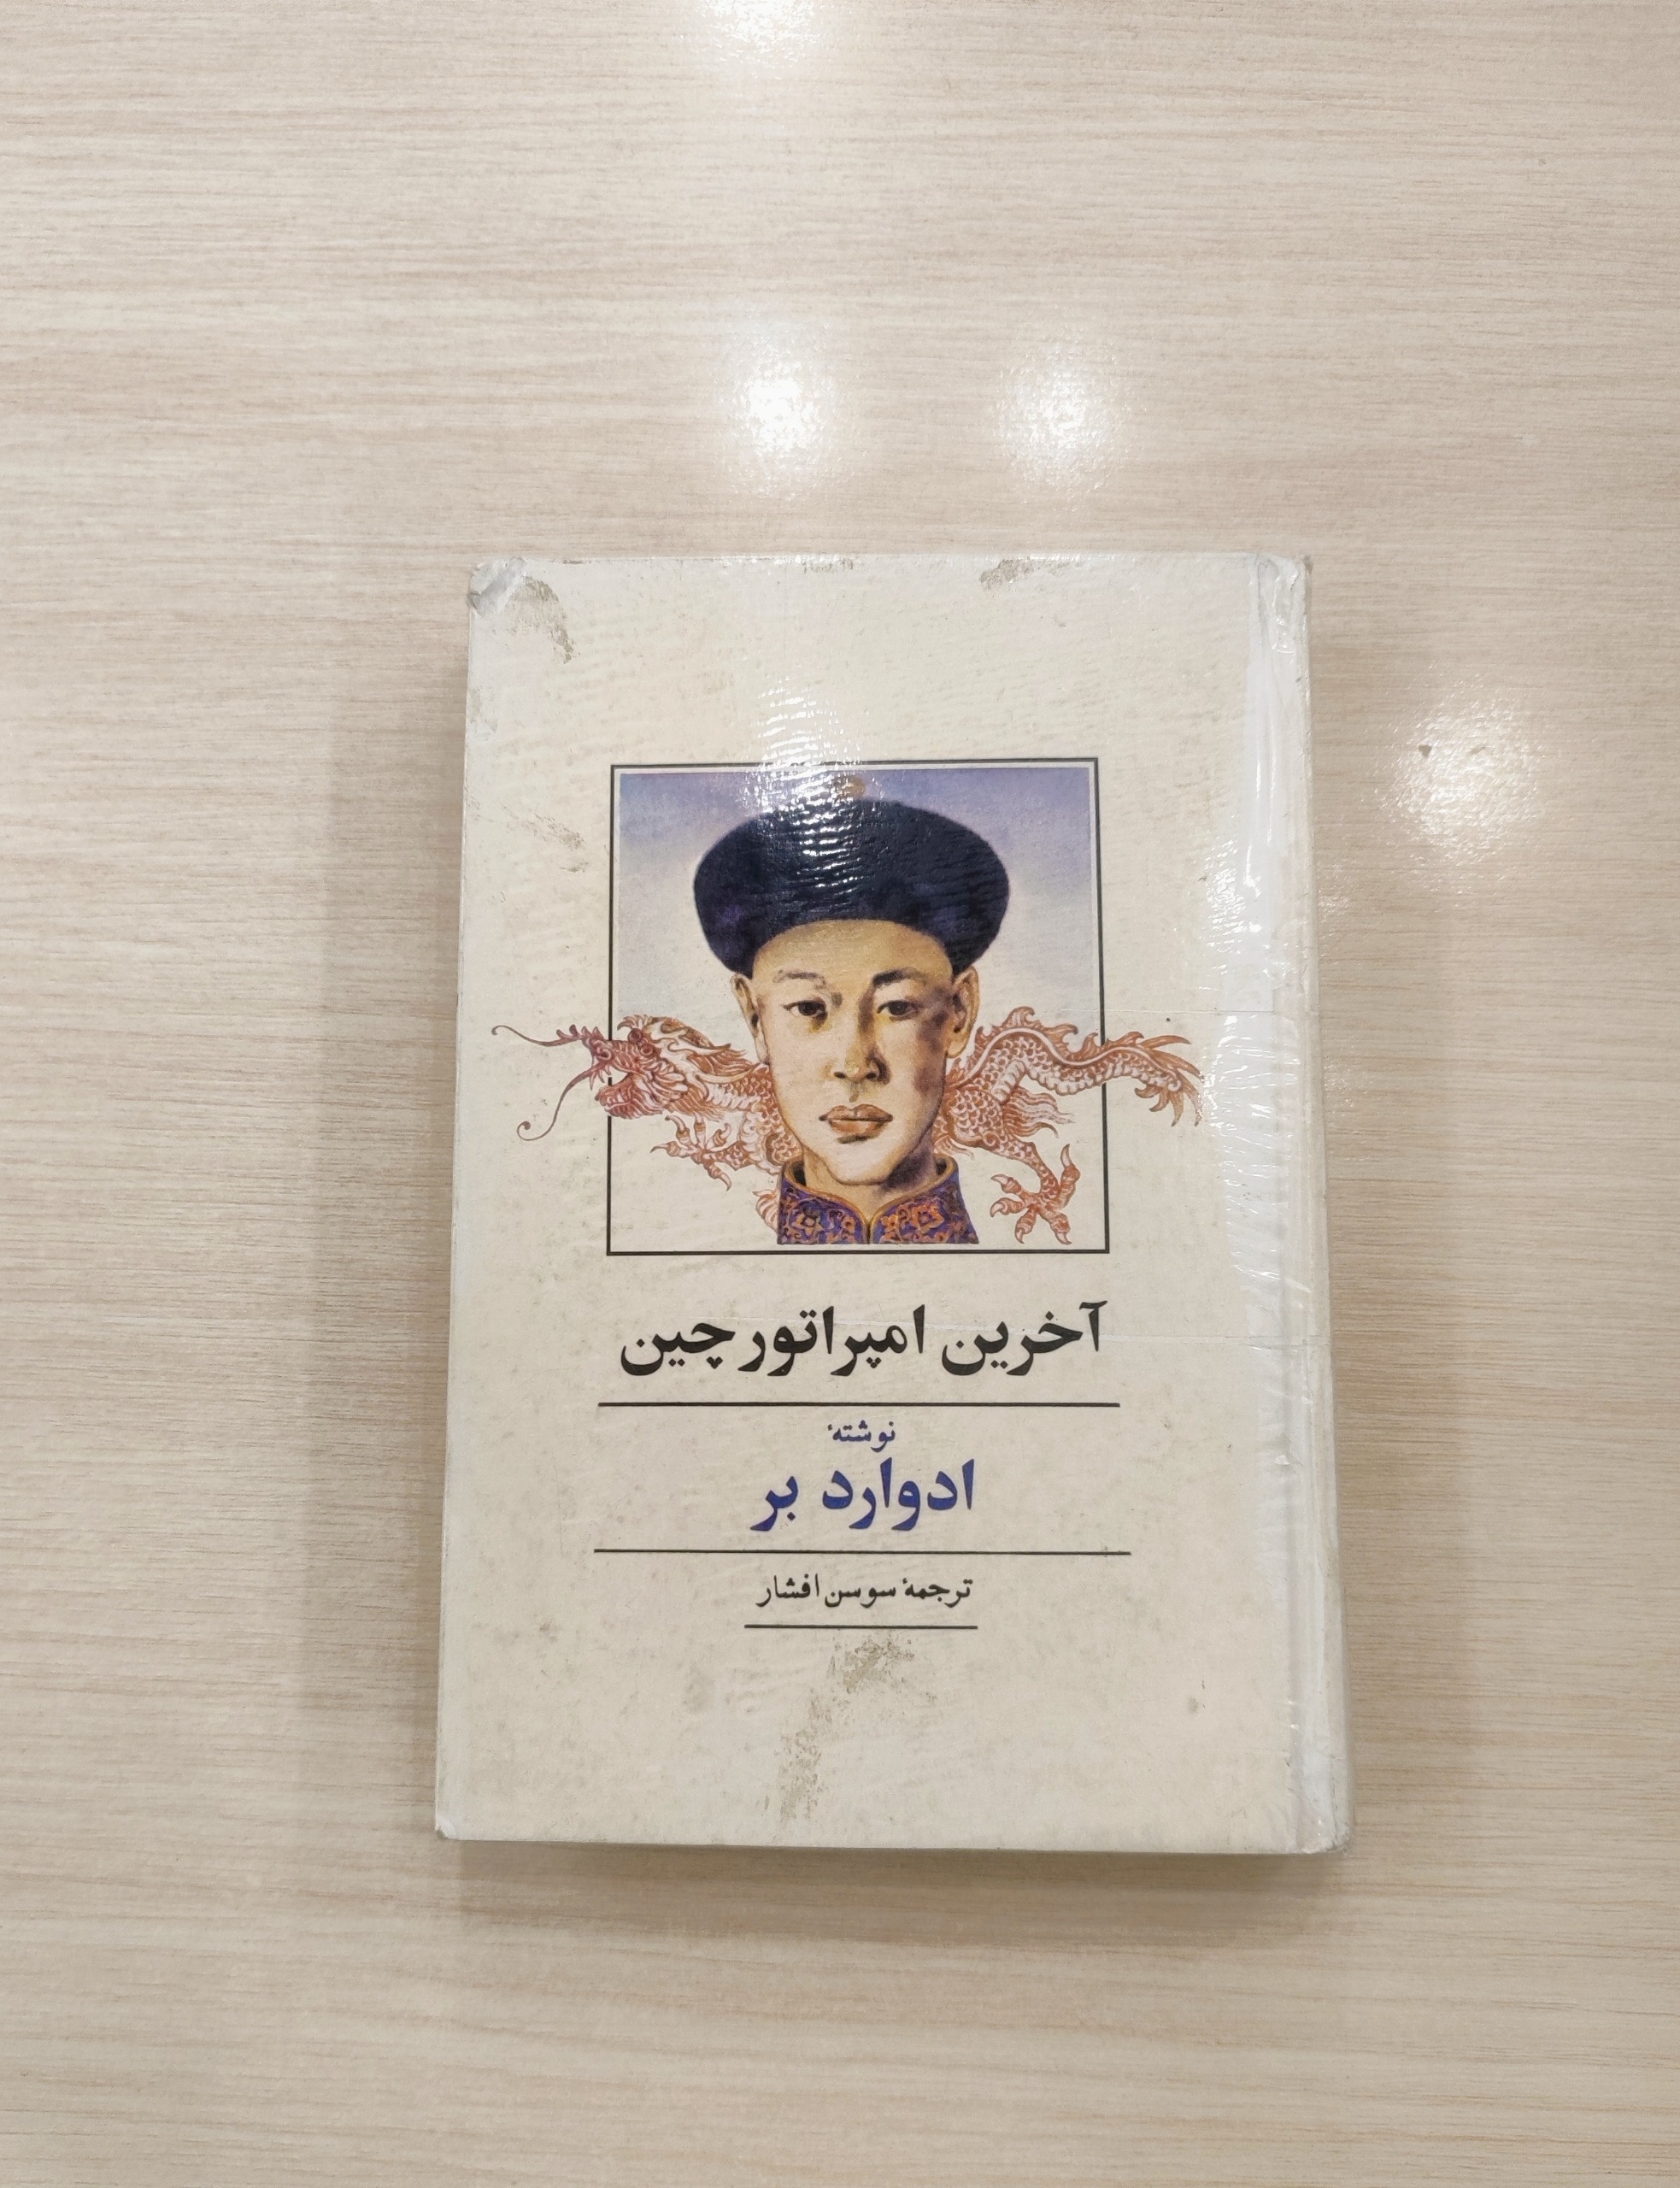 آخرین امپراتور چین
نوشتهٔ
ادوارد بر
ترجمهٔ سوسن افشار